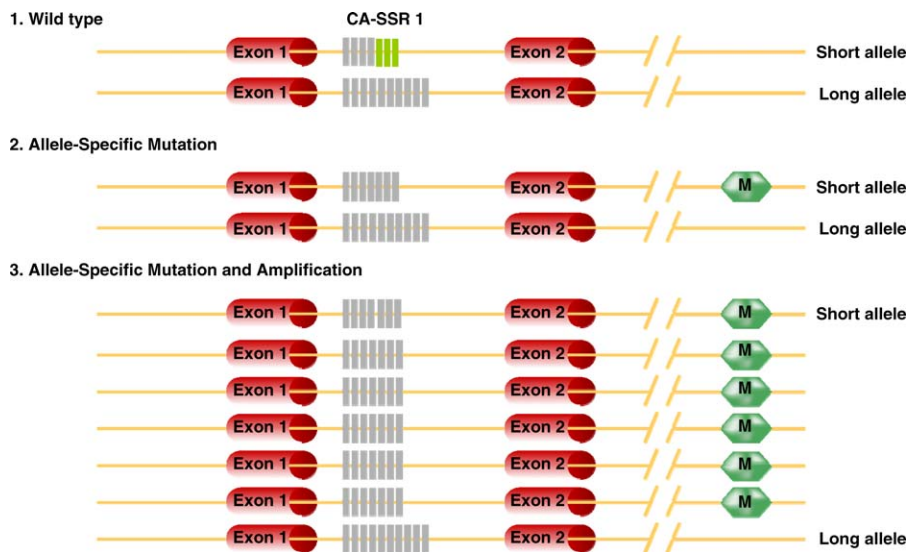 1. Wild type CA-SSR 1
Exon 1 Exon 2 Short allele
Exon 1 Exon 2 Long allele
2. Allele-Specific Mutation
Exon 1 Exon 2 M Short allele
Exon 1 Exon 2 Long allele
3. Allele-Specific Mutation and Amplification
Exon 1 Exon 2 M Short allele
Exon 1 Exon 2 M
Exon 1 Exon 2 M
Exon 1 Exon 2 M
Exon 1 Exon 2 M
Exon 1 Exon 2 M
Exon 1 Exon 2 Long allele